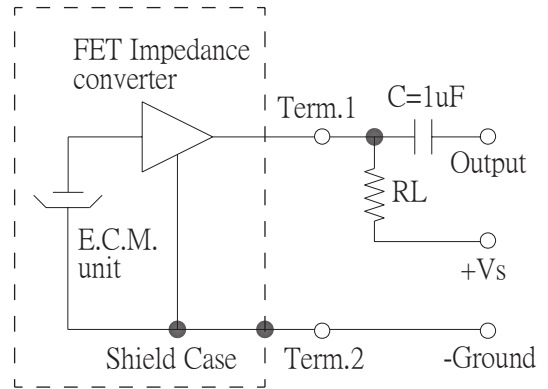 FET Impedance
converter
Term.1
C=1uF
Output
RL
+Vs
E.C.M.
unit
Shield Case
Term.2
-Ground